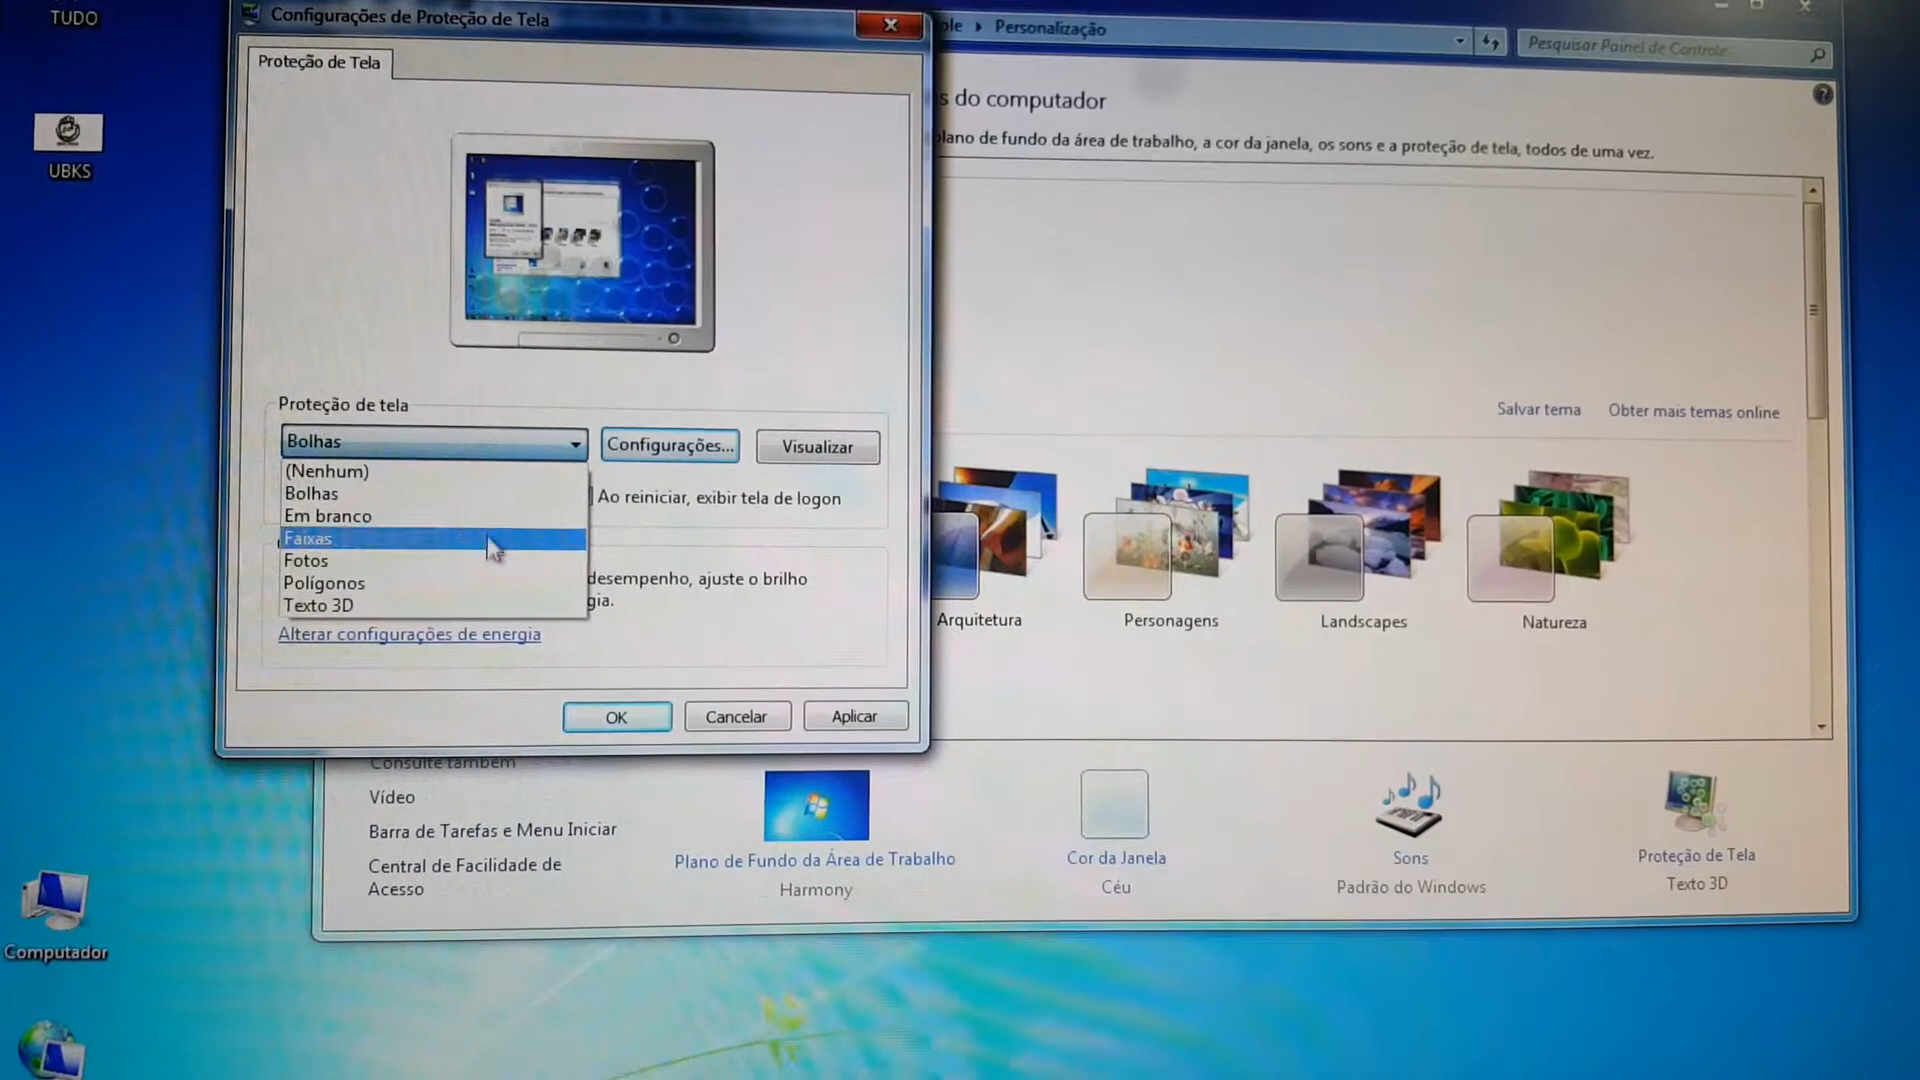 TUDO
UBKS
Computador
Configurações de Proteção de Tela
Proteção de Tela
Proteção de tela
Bolhas
Configurações...
Visualizar
(Nenhum)
Bolhas
Em branco
Faixas
Fotos
Polígonos
Texto 3D
Ao reiniciar, exibir tela de logon
desempenho, ajuste o brilho
gia.
Alterar configurações de energia
OK
Cancelar
Aplicar
ole
Personalização
Pesquisar Painel de Controle
s do computador
plano de fundo da área de trabalho, a cor da janela, os sons e a proteção de tela, todos de uma vez.
Salvar tema
Obter mais temas online
Arquitetura
Personagens
Landscapes
Natureza
Consulte também
Vídeo
Barra de Tarefas e Menu Iniciar
Central de Facilidade de
Acesso
Plano de Fundo da Área de Trabalho
Harmony
Cor da Janela
Céu
Sons
Padrão do Windows
Proteção de Tela
Texto 3D